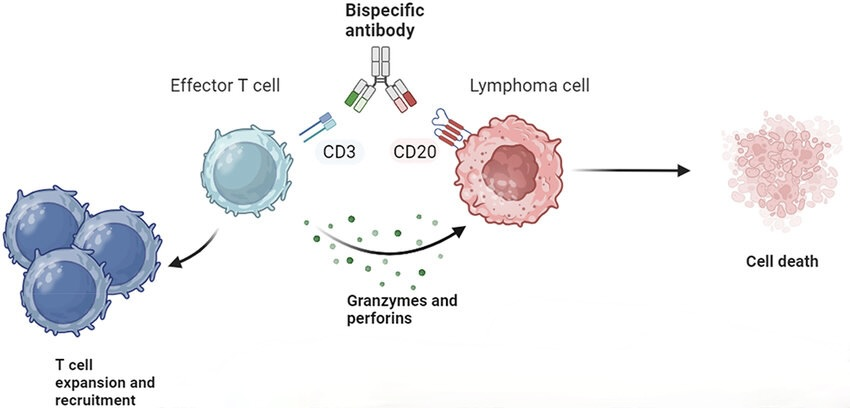 Bispecific
antibody
Effector T cell
Lymphoma cell
CD3
CD20
Granzymes and
perforins
Cell death
T cell
expansion and
recruitment